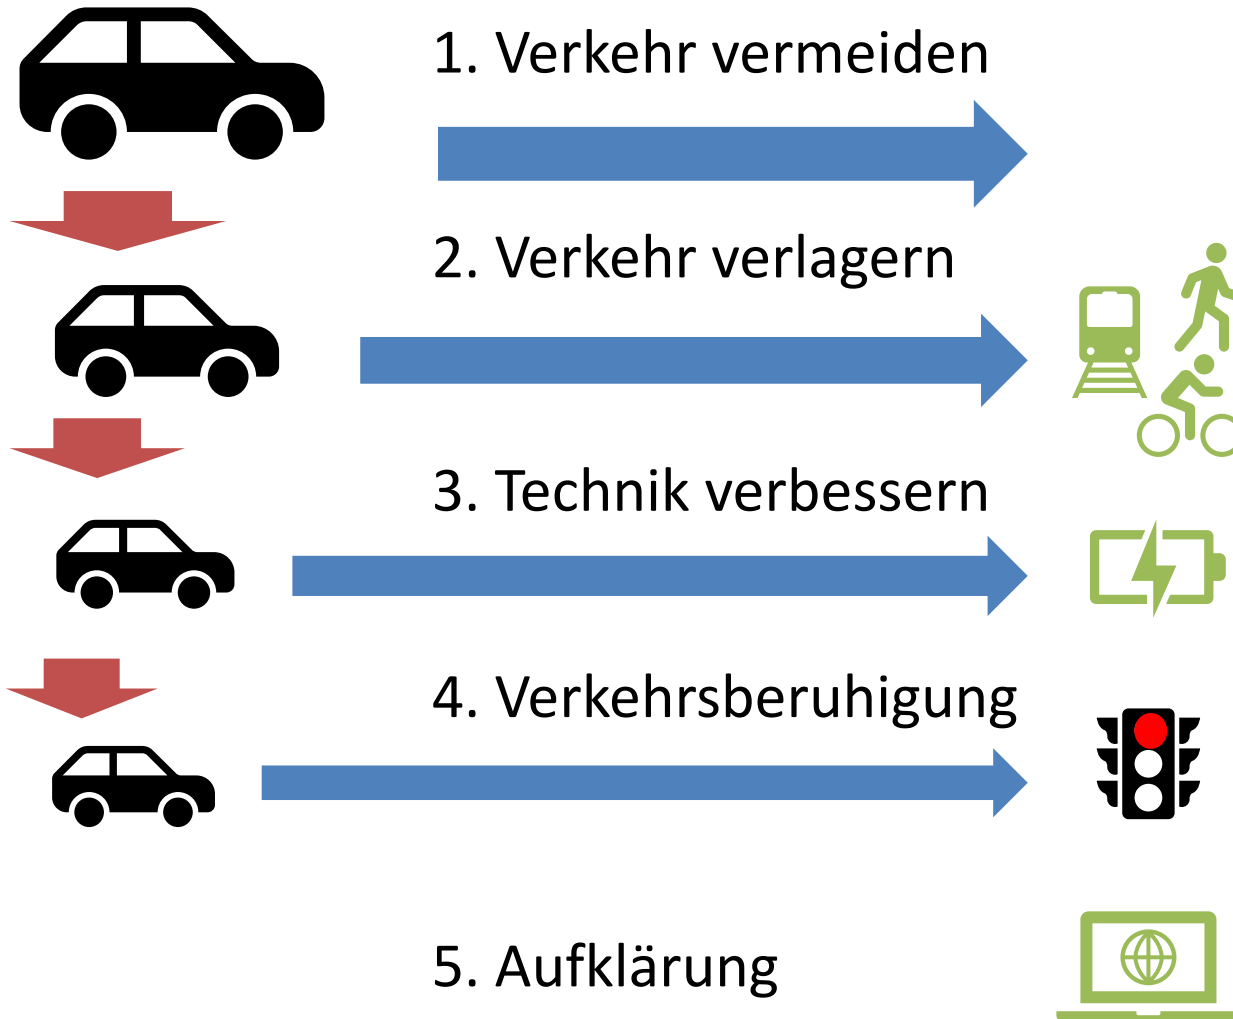 1. Verkehr vermeiden
2. Verkehr verlagern
3. Technik verbessern
4. Verkehrsberuhigung
5. Aufklärung